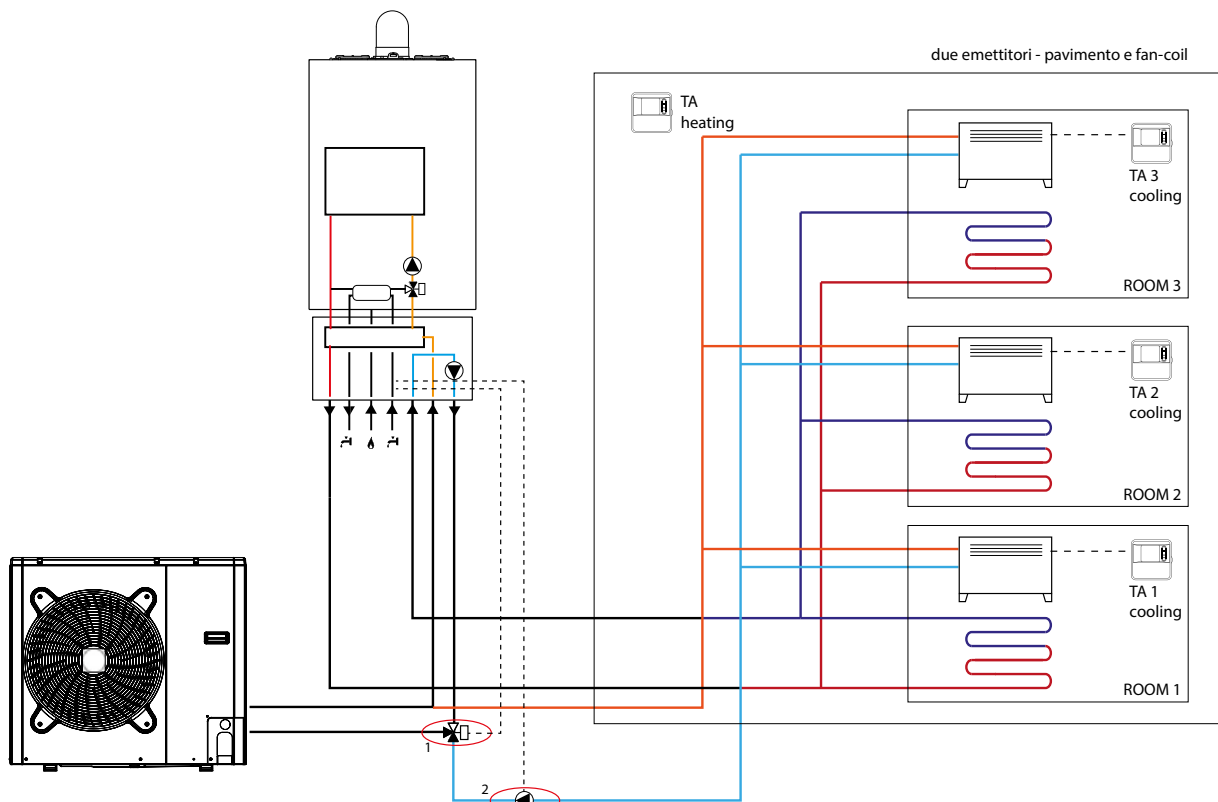 due emettitori - pavimento e fan-coil
TA
heating
TA 3
cooling
ROOM 3
TA 2
cooling
ROOM 2
TA 1
cooling
ROOM 1
1
2